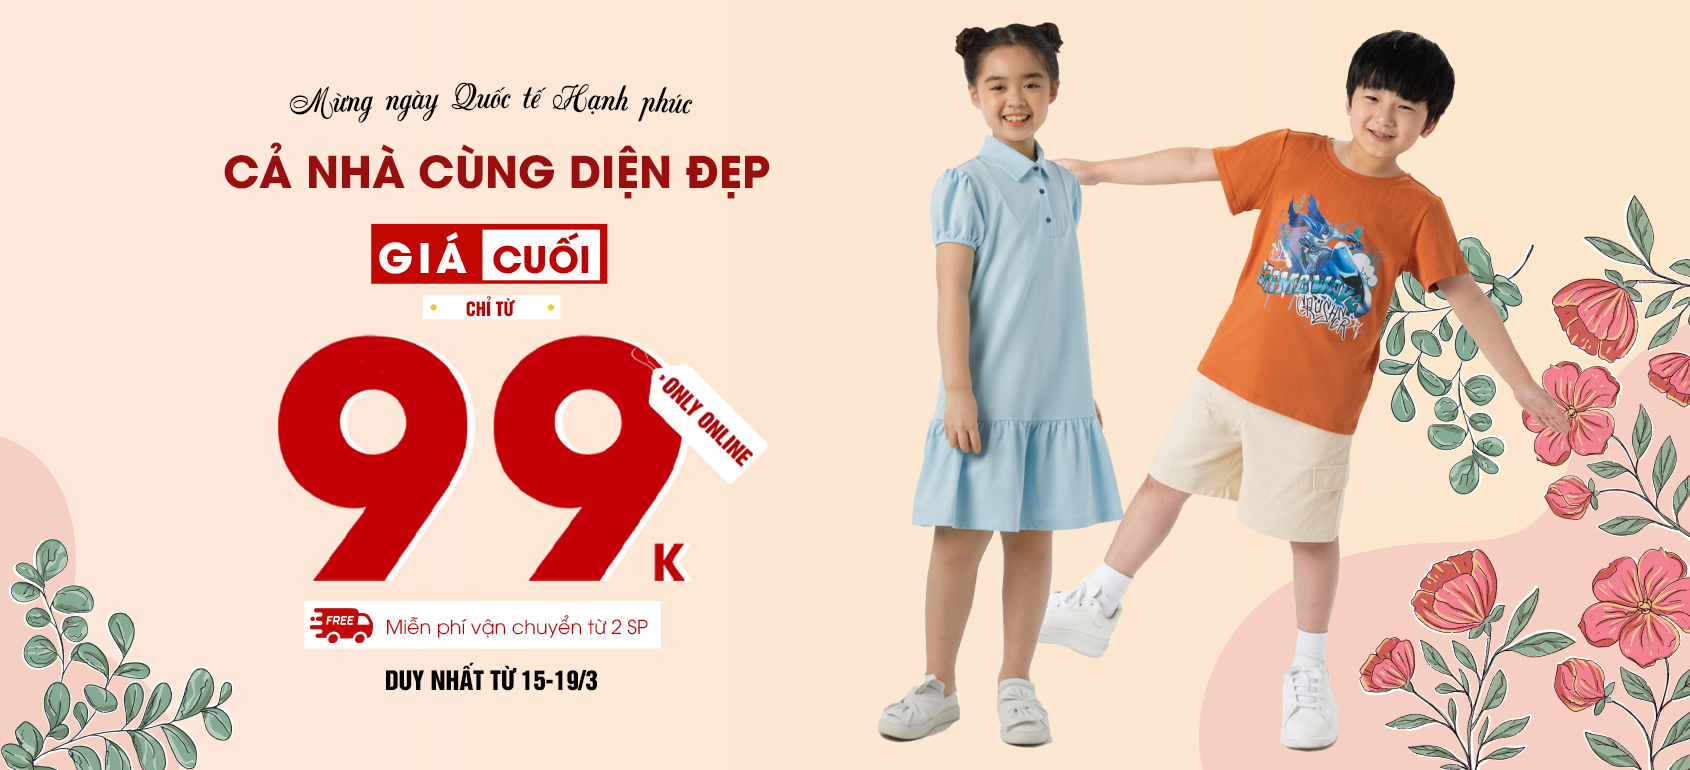 Mừng ngày Quốc tế Hạnh phúc
CẢ NHÀ CÙNG DIỆN ĐẸP
GIÁ CUỐI
CHỈ TỪ
99K
ONLY ONLINE
FREE
Miễn phí vận chuyển từ 2 SP
DUY NHẤT TỪ 15-19/3
CRUSHER